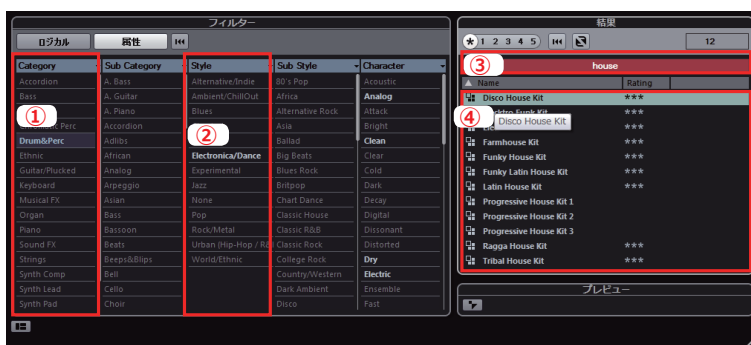 フィルター
ロジカル 属性
Category Sub Category Style Sub Style Character
Accordion A. Bass Alternative/Indie 80's Pop Acoustic
Bass A. Guitar Ambient/ChillOut Africa Analog
① A. Piano Blues Alternative Rock Attack
Perc Accordion Asia Bright
Drum&Perc Adlibs ② Ballad Clean
Ethnic African Electronica/Dance Big Beats Clear
Guitar/Plucked Analog Experimental Blues Rock Cold
Keyboard Arpeggio Jazz Britpop Dark
Musical FX Asian None Chart Dance Decay
Organ Bass Pop Classic House Digital
Piano Bassoon Rock/Metal Classic R&B Dissonant
Sound FX Beats Urban (Hip-Hop / R&B Classic Rock Distorted
Strings Beeps&Blips World/Ethnic College Rock Dry
Synth Comp Bell Country/Western Electric
Synth Lead Cello Dark Ambient Ensemble
Synth Pad Choir Disco Fast
結果
* 1 2 3 4 5 12
③ house
Name Rating
Disco House Kit ***
④ Disco House Kit
Farmhouse Kit ***
Funky House Kit ***
Funky Latin House Kit ***
Latin House Kit ***
Progressive House Kit 1
Progressive House Kit 2
Progressive House Kit 3
Ragga House Kit ***
Tribal House Kit ***
プレビュー